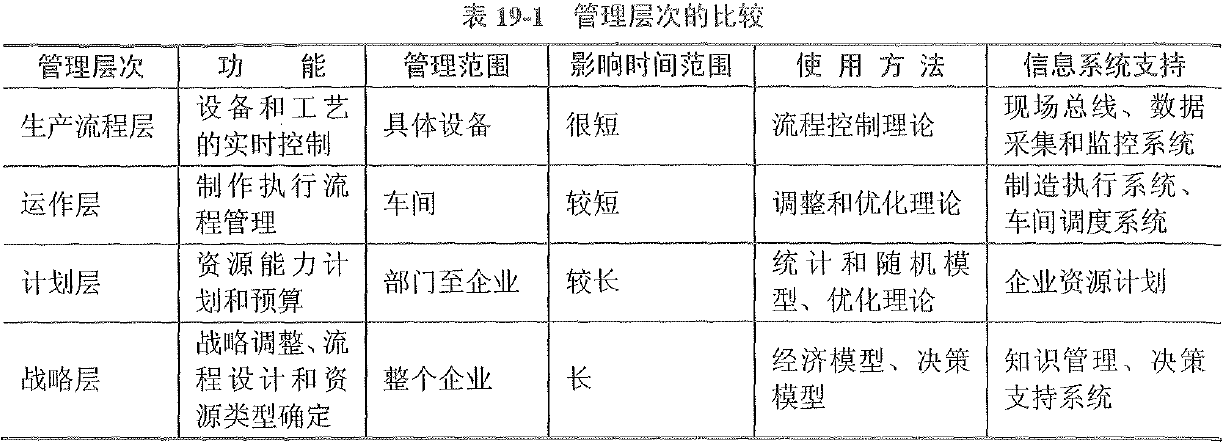 表 19-1 管理层次的比较
管理层次 功 能 管理范围 影响时间范围 使 用 方 法 信息系统支持
生产流程层 设备和工艺的实时控制 具体设备 很短 流程控制理论 现场总线、数据采集和监控系统
运作层 制作执行流程管理 车间 较短 调整和优化理论 制造执行系统、车间调度系统
计划层 资源能力计划和预算 部门至企业 较长 统计和随机模型、优化理论 企业资源计划
战略层 战略调整、流程设计和资源类型确定 整个企业 长 经济模型、决策模型 知识管理、决策支持系统